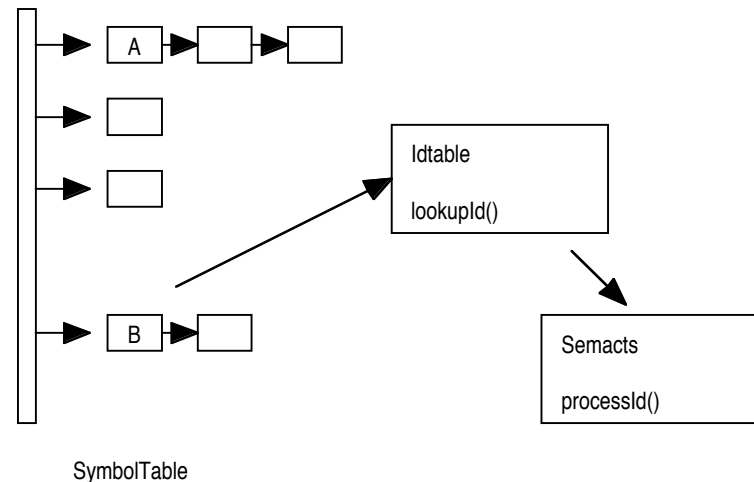 A
Idtable
lookupId()
B
Semacts
processId()
SymbolTable